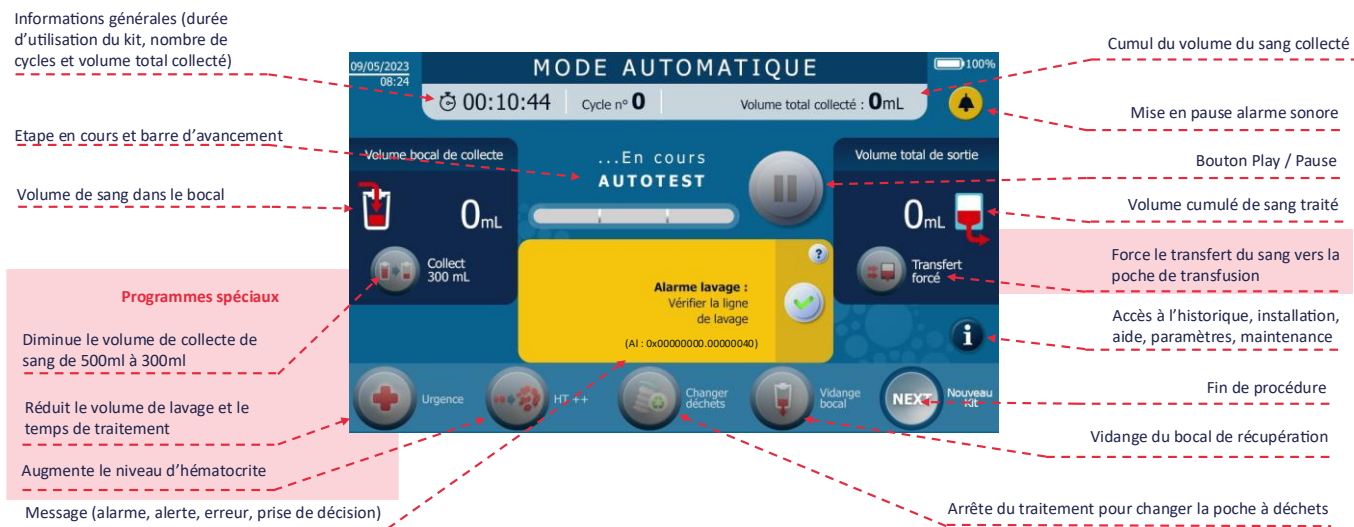 Informations générales (durée
d'utilisation du kit, nombre de
cycles et volume total collecté)
Etape en cours et barre d'avancement
Volume de sang dans le bocal
Programmes spéciaux
Diminue le volume de collecte de
sang de 500ml à 300ml
Réduit le volume de lavage et le
temps de traitement
Augmente le niveau d'hématocrite
Message (alarme, alerte, erreur, prise de décision)
09/05/2023
08:24
MODE AUTOMATIQUE
100%
00:10:44
Cycle n° 0
Volume total collecté : 0mL
Volume bocal de collecte
0mL
Collect
300 mL
...En cours
AUTOTEST
Volume total de sortie
0mL
Transfert
forcé
?
Alarme lavage :
Vérifier la ligne
de lavage
(Al : 0x00000000.00000040)
i
Urgence
HT ++
Changer
déchets
Vidange
bocal
NEXT
Nouveau
Kit
Cumul du volume du sang collecté
Mise en pause alarme sonore
Bouton Play / Pause
Volume cumulé de sang traité
Force le transfert du sang vers la
poche de transfusion
Accès à l'historique, installation,
aide, paramètres, maintenance
Fin de procédure
Vidange du bocal de récupération
Arrête du traitement pour changer la poche à déchets